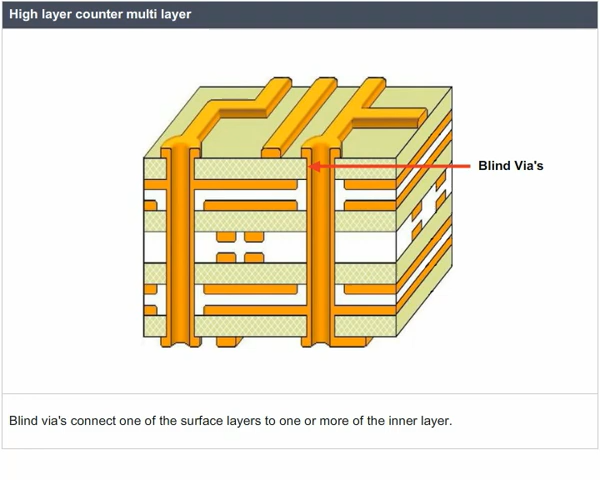 High layer counter multi layer
Blind Via's
Blind via's connect one of the surface layers to one or more of the inner layer.